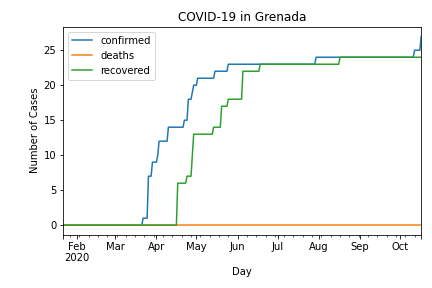 COVID-19 in Grenada
confirmed
deaths
recovered
Number of Cases
25
20
15
10
5
0
Feb Mar Apr May Jun Jul Aug Sep Oct
2020
Day